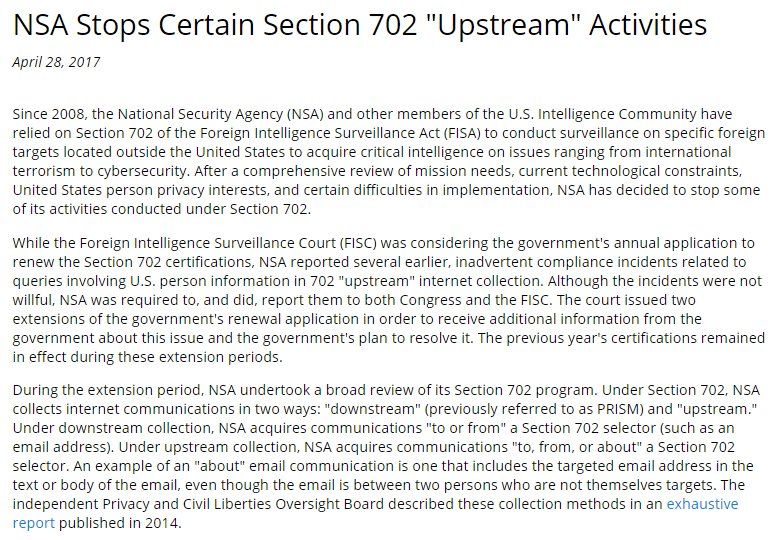 NSA Stops Certain Section 702 "Upstream" Activities
April 28, 2017
Since 2008, the National Security Agency (NSA) and other members of the U.S. Intelligence Community have
relied on Section 702 of the Foreign Intelligence Surveillance Act (FISA) to conduct surveillance on specific foreign
targets located outside the United States to acquire critical intelligence on issues ranging from international
terrorism to cybersecurity. After a comprehensive review of mission needs, current technological constraints,
United States person privacy interests, and certain difficulties in implementation, NSA has decided to stop some
of its activities conducted under Section 702.
While the Foreign Intelligence Surveillance Court (FISC) was considering the government's annual application to
renew the Section 702 certifications, NSA reported several earlier, inadvertent compliance incidents related to
queries involving U.S. person information in 702 "upstream" internet collection. Although the incidents were not
willful, NSA was required to, and did, report them to both Congress and the FISC. The court issued two
extensions of the government's renewal application in order to receive additional information from the
government about this issue and the government's plan to resolve it. The previous year's certifications remained
in effect during these extension periods.
During the extension period, NSA undertook a broad review of its Section 702 program. Under Section 702, NSA
collects internet communications in two ways: "downstream" (previously referred to as PRISM) and "upstream."
Under downstream collection, NSA acquires communications "to or from" a Section 702 selector (such as an
email address). Under upstream collection, NSA acquires communications "to, from, or about" a Section 702
selector. An example of an "about" email communication is one that includes the targeted email address in the
text or body of the email, even though the email is between two persons who are not themselves targets. The
independent Privacy and Civil Liberties Oversight Board described these collection methods in an exhaustive
report published in 2014.